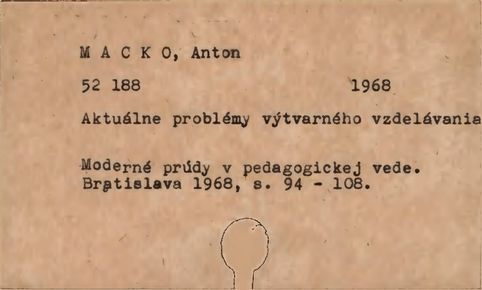 M A C K O, Anton
52 188 1968
Aktuálne problémy výtvarného vzdelávania
Moderné prúdy v pedagogickej vede.
Bratislava 1968, s. 94 - 108.